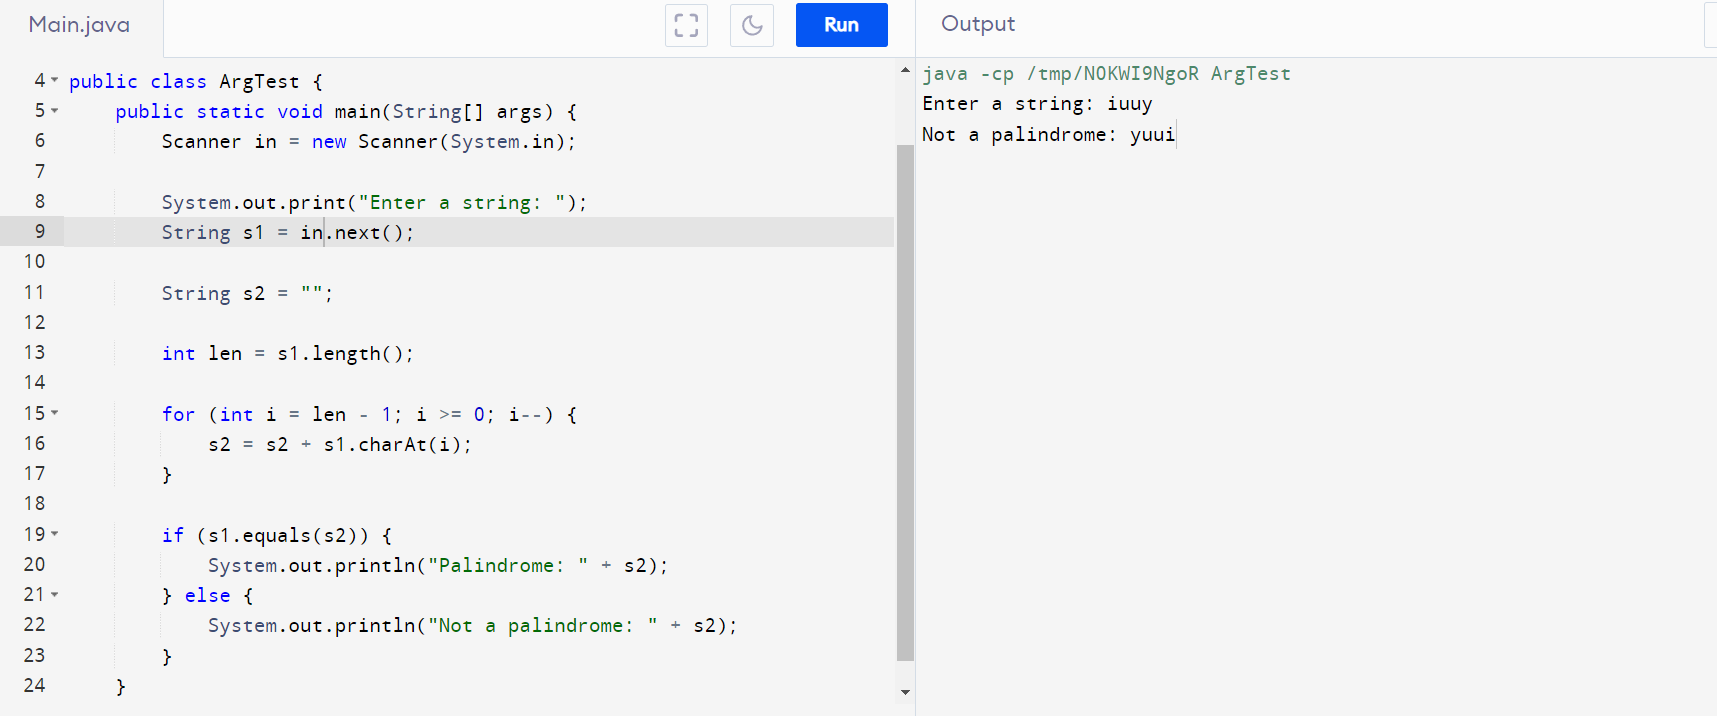 Main.java
Run
Output
4 public class ArgTest {
5 public static void main(String[] args) {
6 Scanner in = new Scanner(System.in);
7
8 System.out.print("Enter a string: ");
9 String s1 = in.next();
10
11 String s2 = "";
12
13 int len = s1.length();
14
15 for (int i = len - 1; i >= 0; i--) {
16 s2 = s2 + s1.charAt(i);
17 }
18
19 if (s1.equals(s2)) {
20 System.out.println("Palindrome: " + s2);
21 } else {
22 System.out.println("Not a palindrome: " + s2);
23 }
24 }
java -cp /tmp/N0KWI9NgoR ArgTest
Enter a string: iuuy
Not a palindrome: yuui